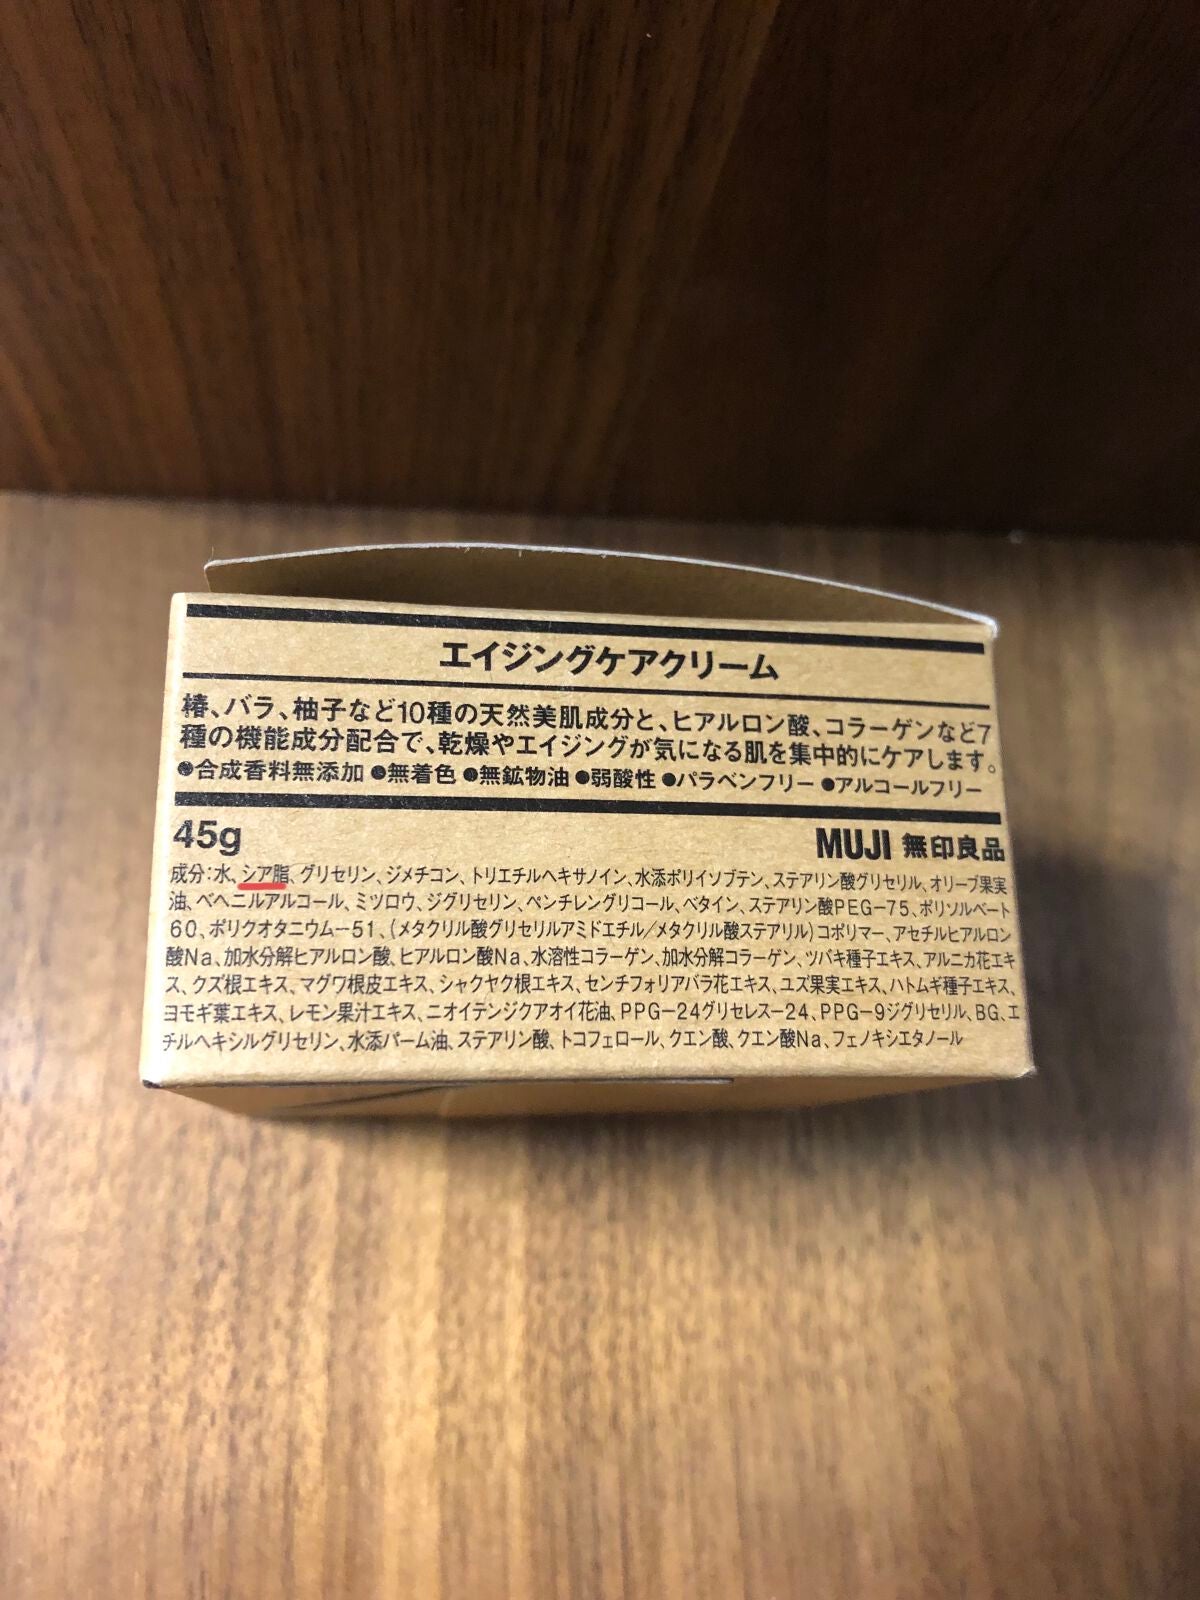 エイジングケアクリーム
椿、バラ、柚子など10種の天然美肌成分と、ヒアルロン酸、コラーゲンなど7
種の機能成分配合で、乾燥やエイジングが気になる肌を集中的にケアします。
●合成香料無添加 ●無着色 ●無鉱物油 ●弱酸性 ●パラベンフリー ●アルコールフリー
45g
MUJI 無印良品
成分:水、シア脂、グリセリン、ジメチコン、トリエチルヘキサノイン、水添ポリイソブテン、ステアリン酸グリセリル、オリーブ果実
油、ベヘニルアルコール、ミツロウ、ジグリセリン、ペンチレングリコール、ベタイン、ステアリン酸PEG-75、ポリソルベート
60、ポリクオタニウム-51、(メタクリル酸グリセリルアミドエチル/メタクリル酸ステアリル)コポリマー、アセチルヒアルロン
酸Na、加水分解ヒアルロン酸、ヒアルロン酸Na、水溶性コラーゲン、加水分解コラーゲン、ツバキ種子エキス、アルニカ花エキ
ス、クズ根エキス、マグワ根皮エキス、シャクヤク根エキス、センチフォリアバラ花エキス、ユズ果実エキス、ハトムギ種子エキス、
ヨモギ葉エキス、レモン果汁エキス、ニオイテンジクアオイ花油、PPG-24グリセレス-24、PPG-9ジグリセリル、BG、エ
チルヘキシルグリセリン、水添パーム油、ステアリン酸、トコフェロール、クエン酸、クエン酸Na、フェノキシエタノール